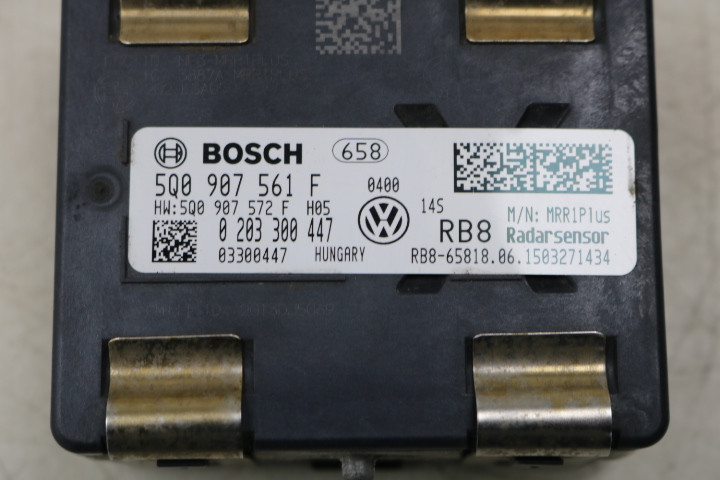 BOSCH 658
5Q0 907 561 F 0400
HW:5Q0 907 572 F H05 14S M/N: MRR1Plus
0 203 300 447 RB8 Radarsensor
03300447 HUNGARY RB8-65818.06.1503271434